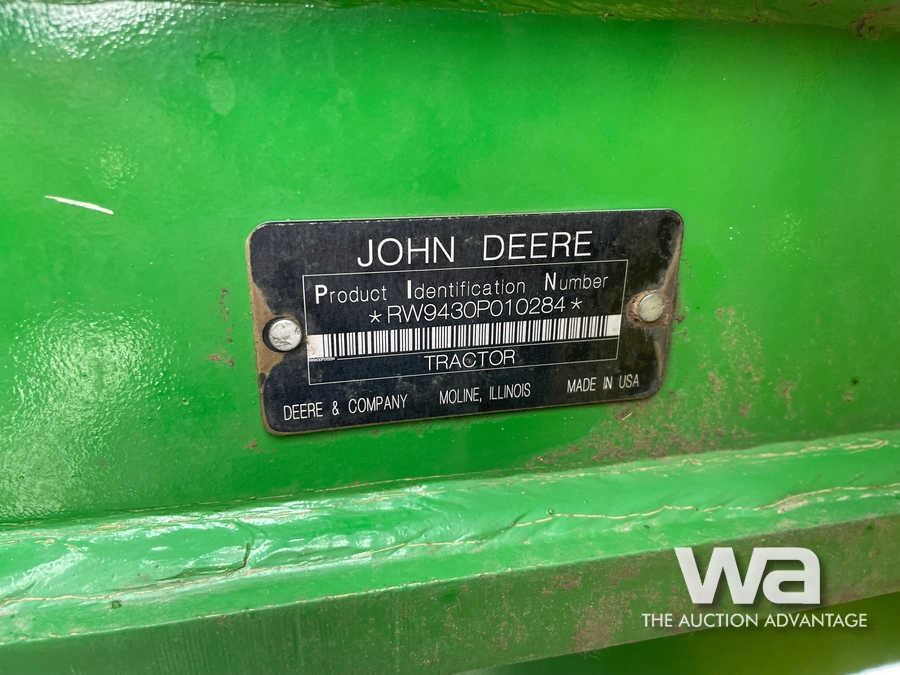 JOHN DEERE
Product Identification Number
*RW9430P010284*
TRACTOR
DEERE & COMPANY MOLINE, ILLINOIS MADE IN USA
wa
THE AUCTION ADVANTAGE